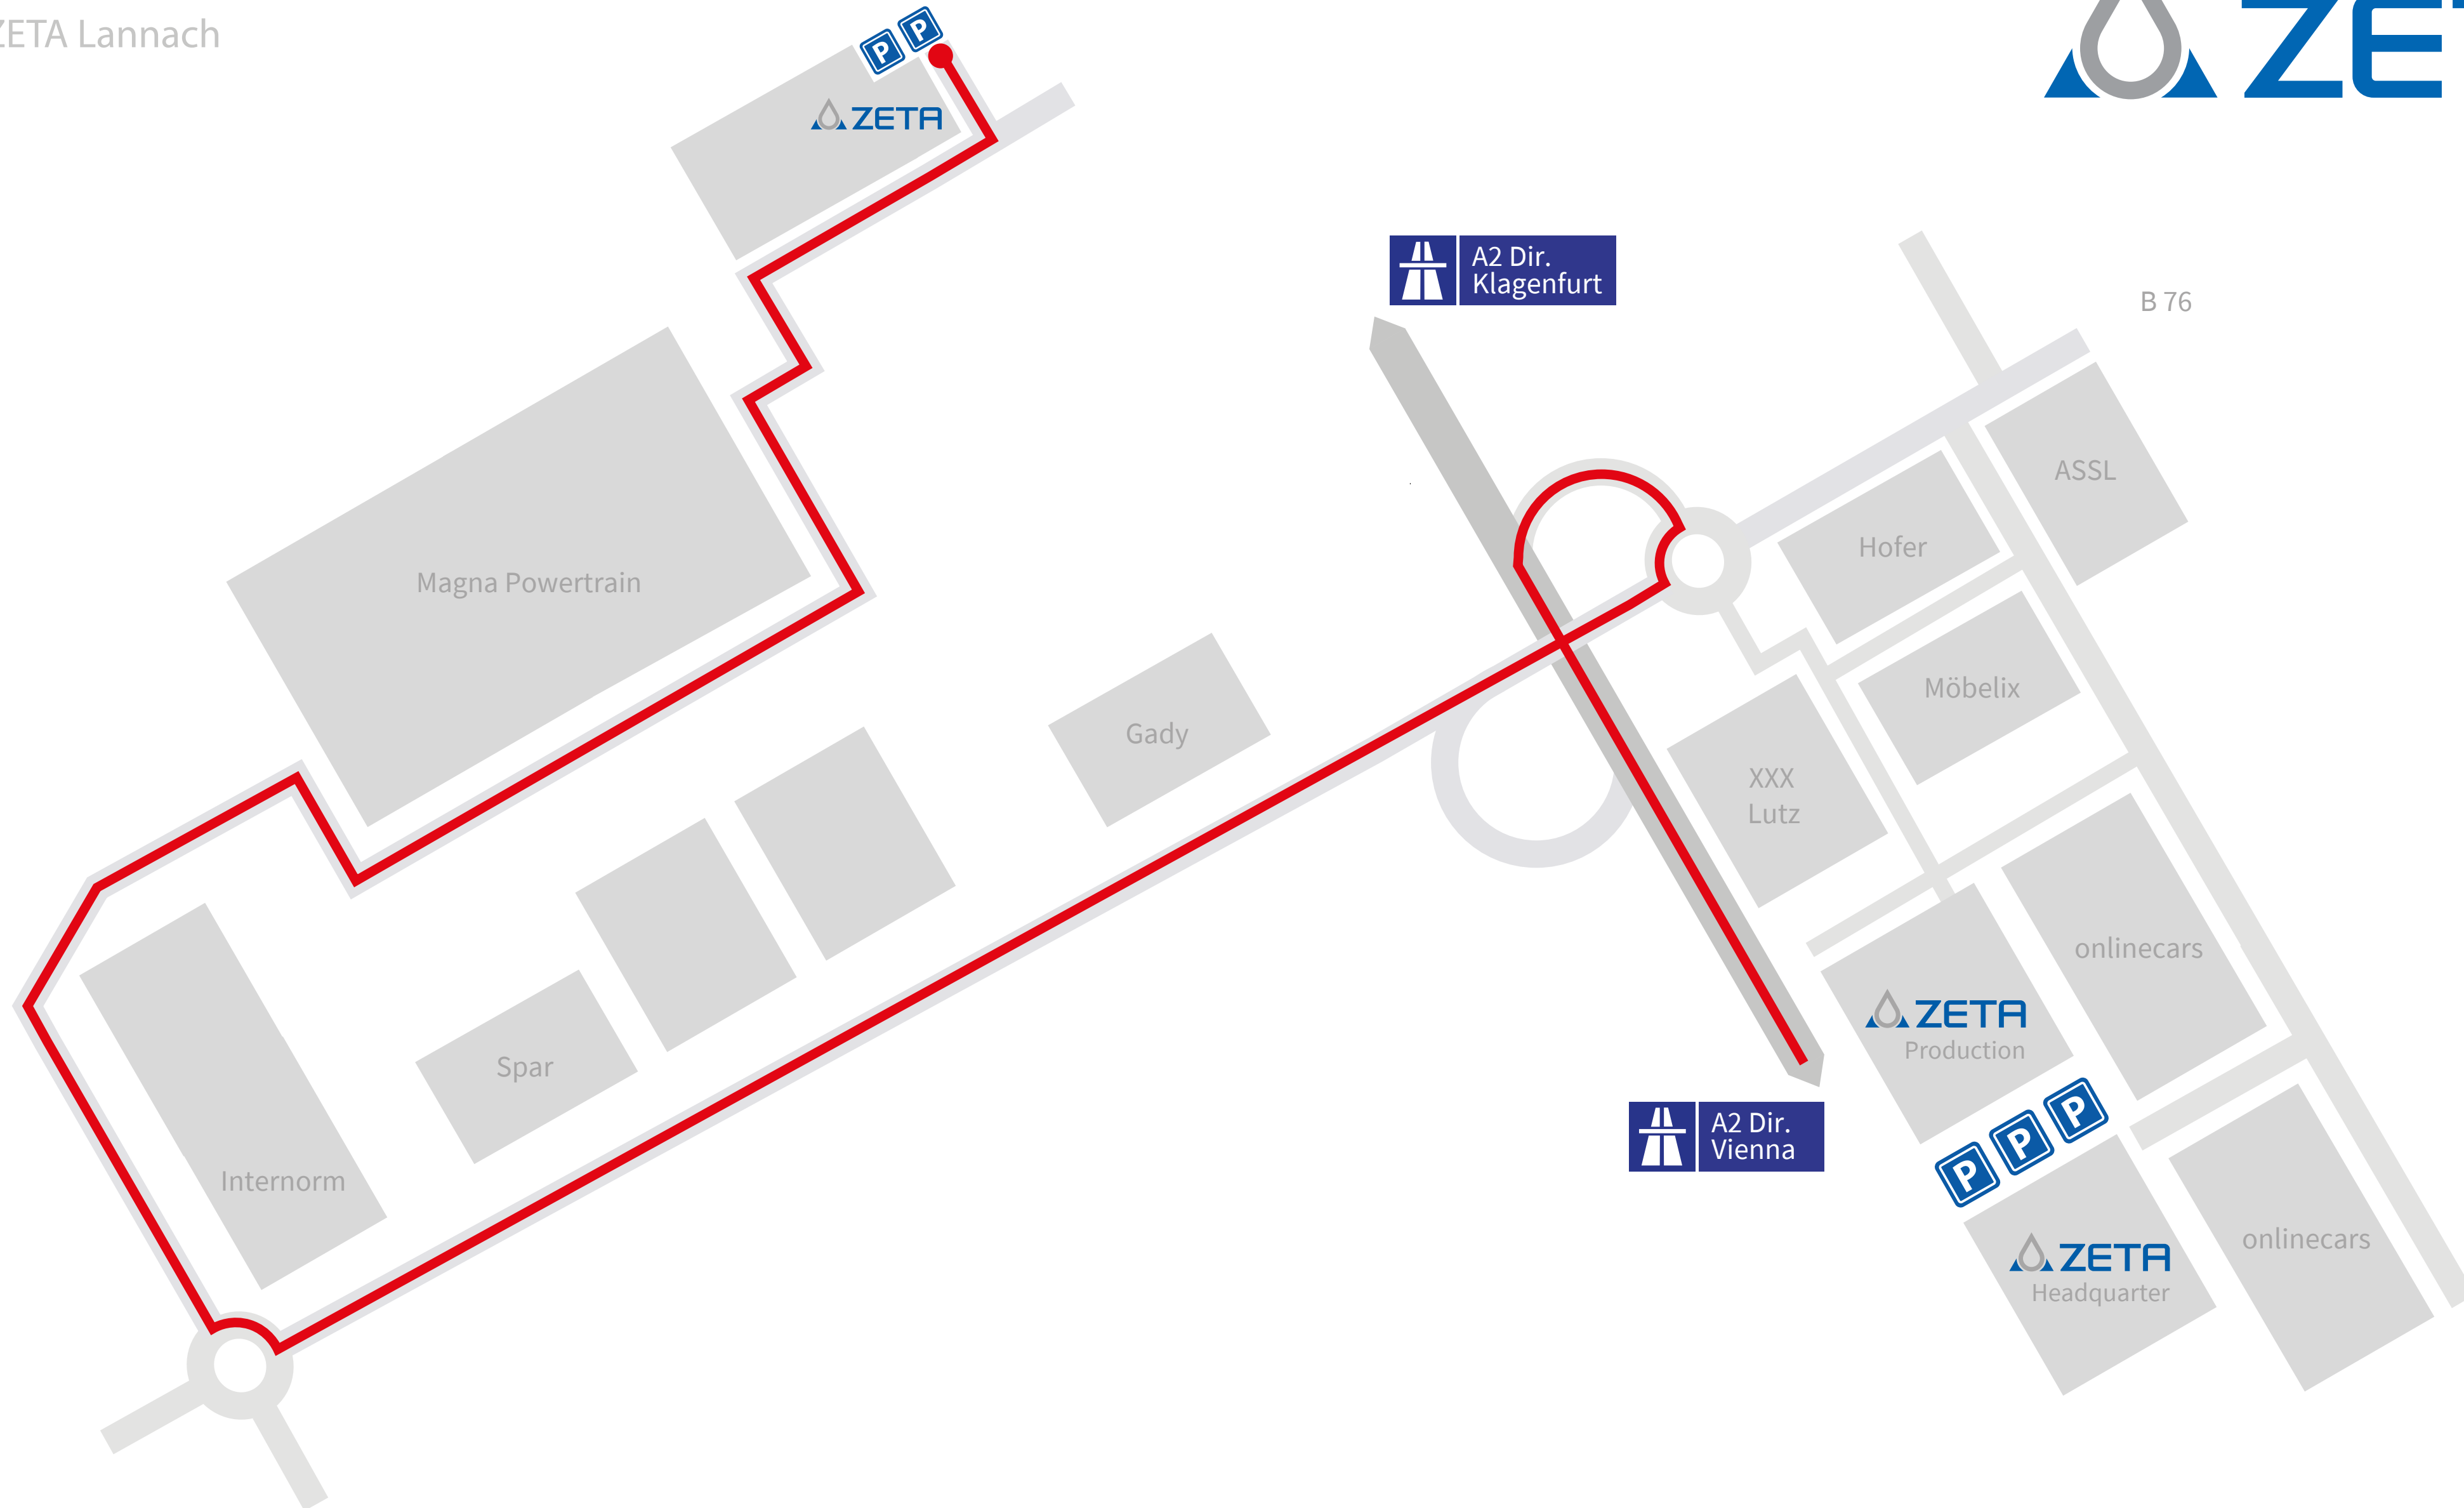 ZETA Lannach
P
P
ZETA
A2 Dir.
Klagenfurt
B 76
ASSL
Hofer
Magna Powertrain
Möbelix
Gady
XXX
Lutz
onlinecars
ZETA
Production
Spar
A2 Dir.
Vienna
P
P
P
Internorm
onlinecars
ZETA
Headquarter